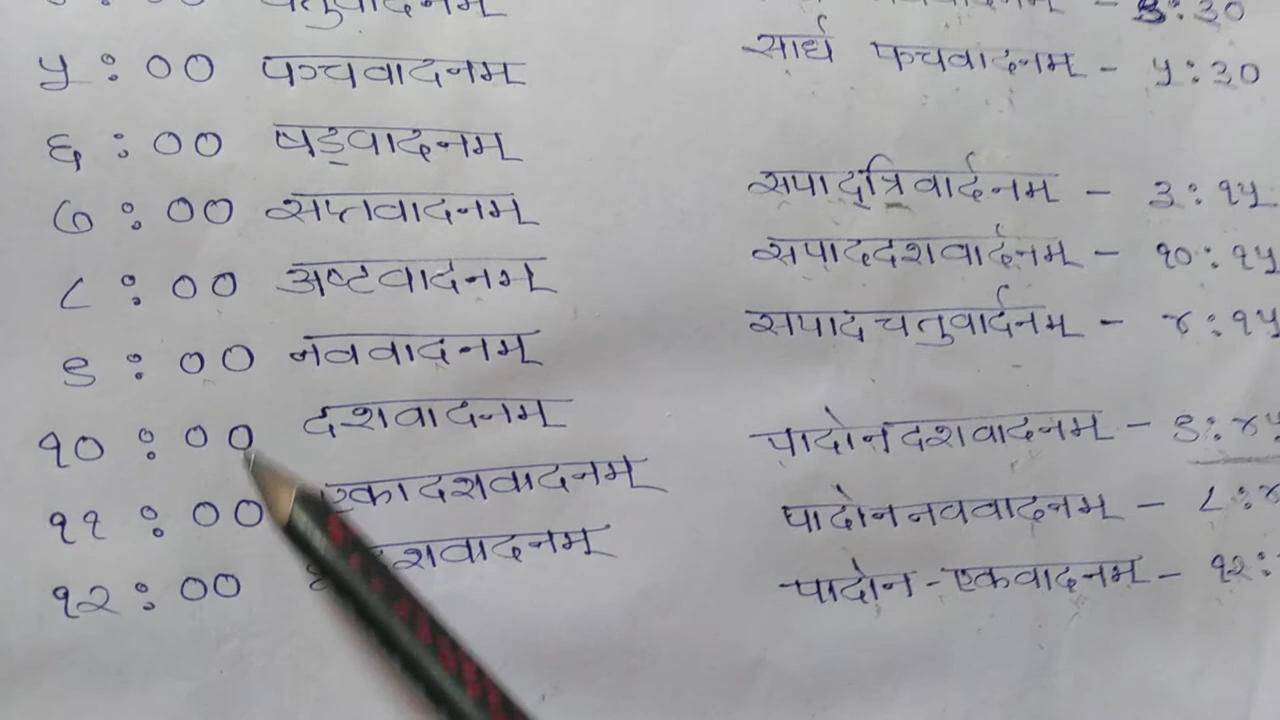 ५:०० पञ्चवादनम्
६:०० षड्वादनम्
७:०० सप्तवादनम्
८:०० अष्टवादनम्
९:०० नववादनम्
१०:०० दशवादनम्
११:०० एकादशवादनम्
१२:००
सार्ध पंचवादनम् - ५:३०
सपाद्त्रिवार्दनम - ३:१५
सपाददशवार्दनम - १०:१५
सपादचतुवार्दनम - ४:१५
पादोनदशवादनम् - ९:४५
पादोननववादनम् - ८:४
पादोन-एकवादनम् - १२: